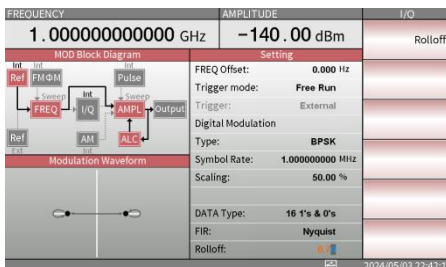 FREQUENCY
AMPLITUDE
I/Q
1.000000000000 GHz
-140.00 dBm
Rolloff
MOD Block Diagram
Setting
Int
Int
Int
Ref
FMΦM
Pulse
Sweep
Int
Sweep
FREQ
I/Q
AMPL
Output
Ref
AM
ALC
Ext
Int
Modulation Waveform
FREQ Offset: 0.000 Hz
Trigger mode: Free Run
Trigger: External
Digital Modulation
Type: BPSK
Symbol Rate: 1.000000000 MHz
Scaling: 50.00 %
DATA Type: 16 1's & 0's
FIR: Nyquist
Rolloff:
2024/05/03 22:42:1